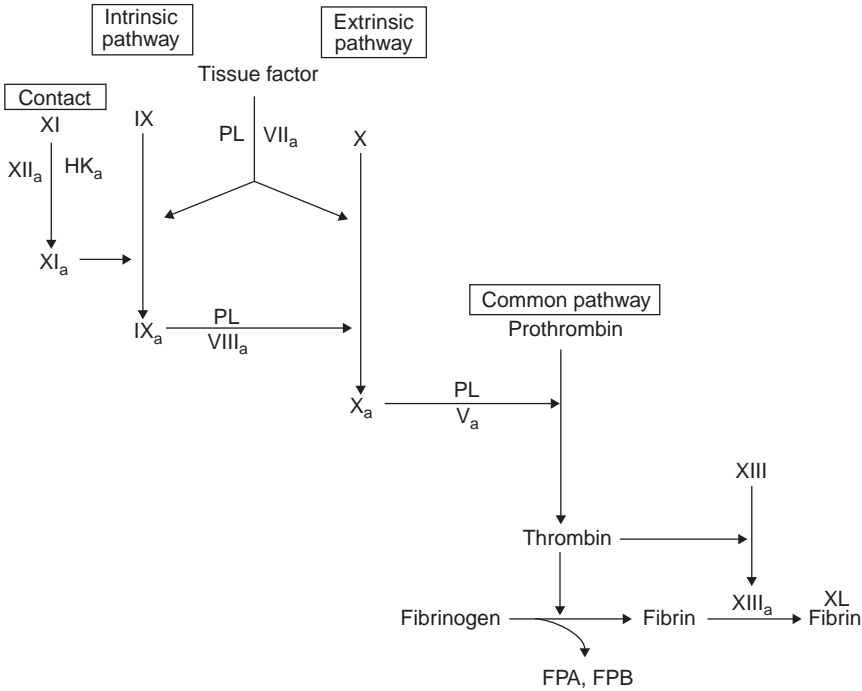 Intrinsic
pathway
Extrinsic
pathway
Tissue factor
Contact
XI
IX
PL
VIIa
X
XIIa
HKa
XIa
IXa
PL
VIIIa
Common pathway
Prothrombin
Xa
PL
Va
XIII
Thrombin
Fibrinogen
Fibrin
XIIIa
XL
Fibrin
FPA, FPB